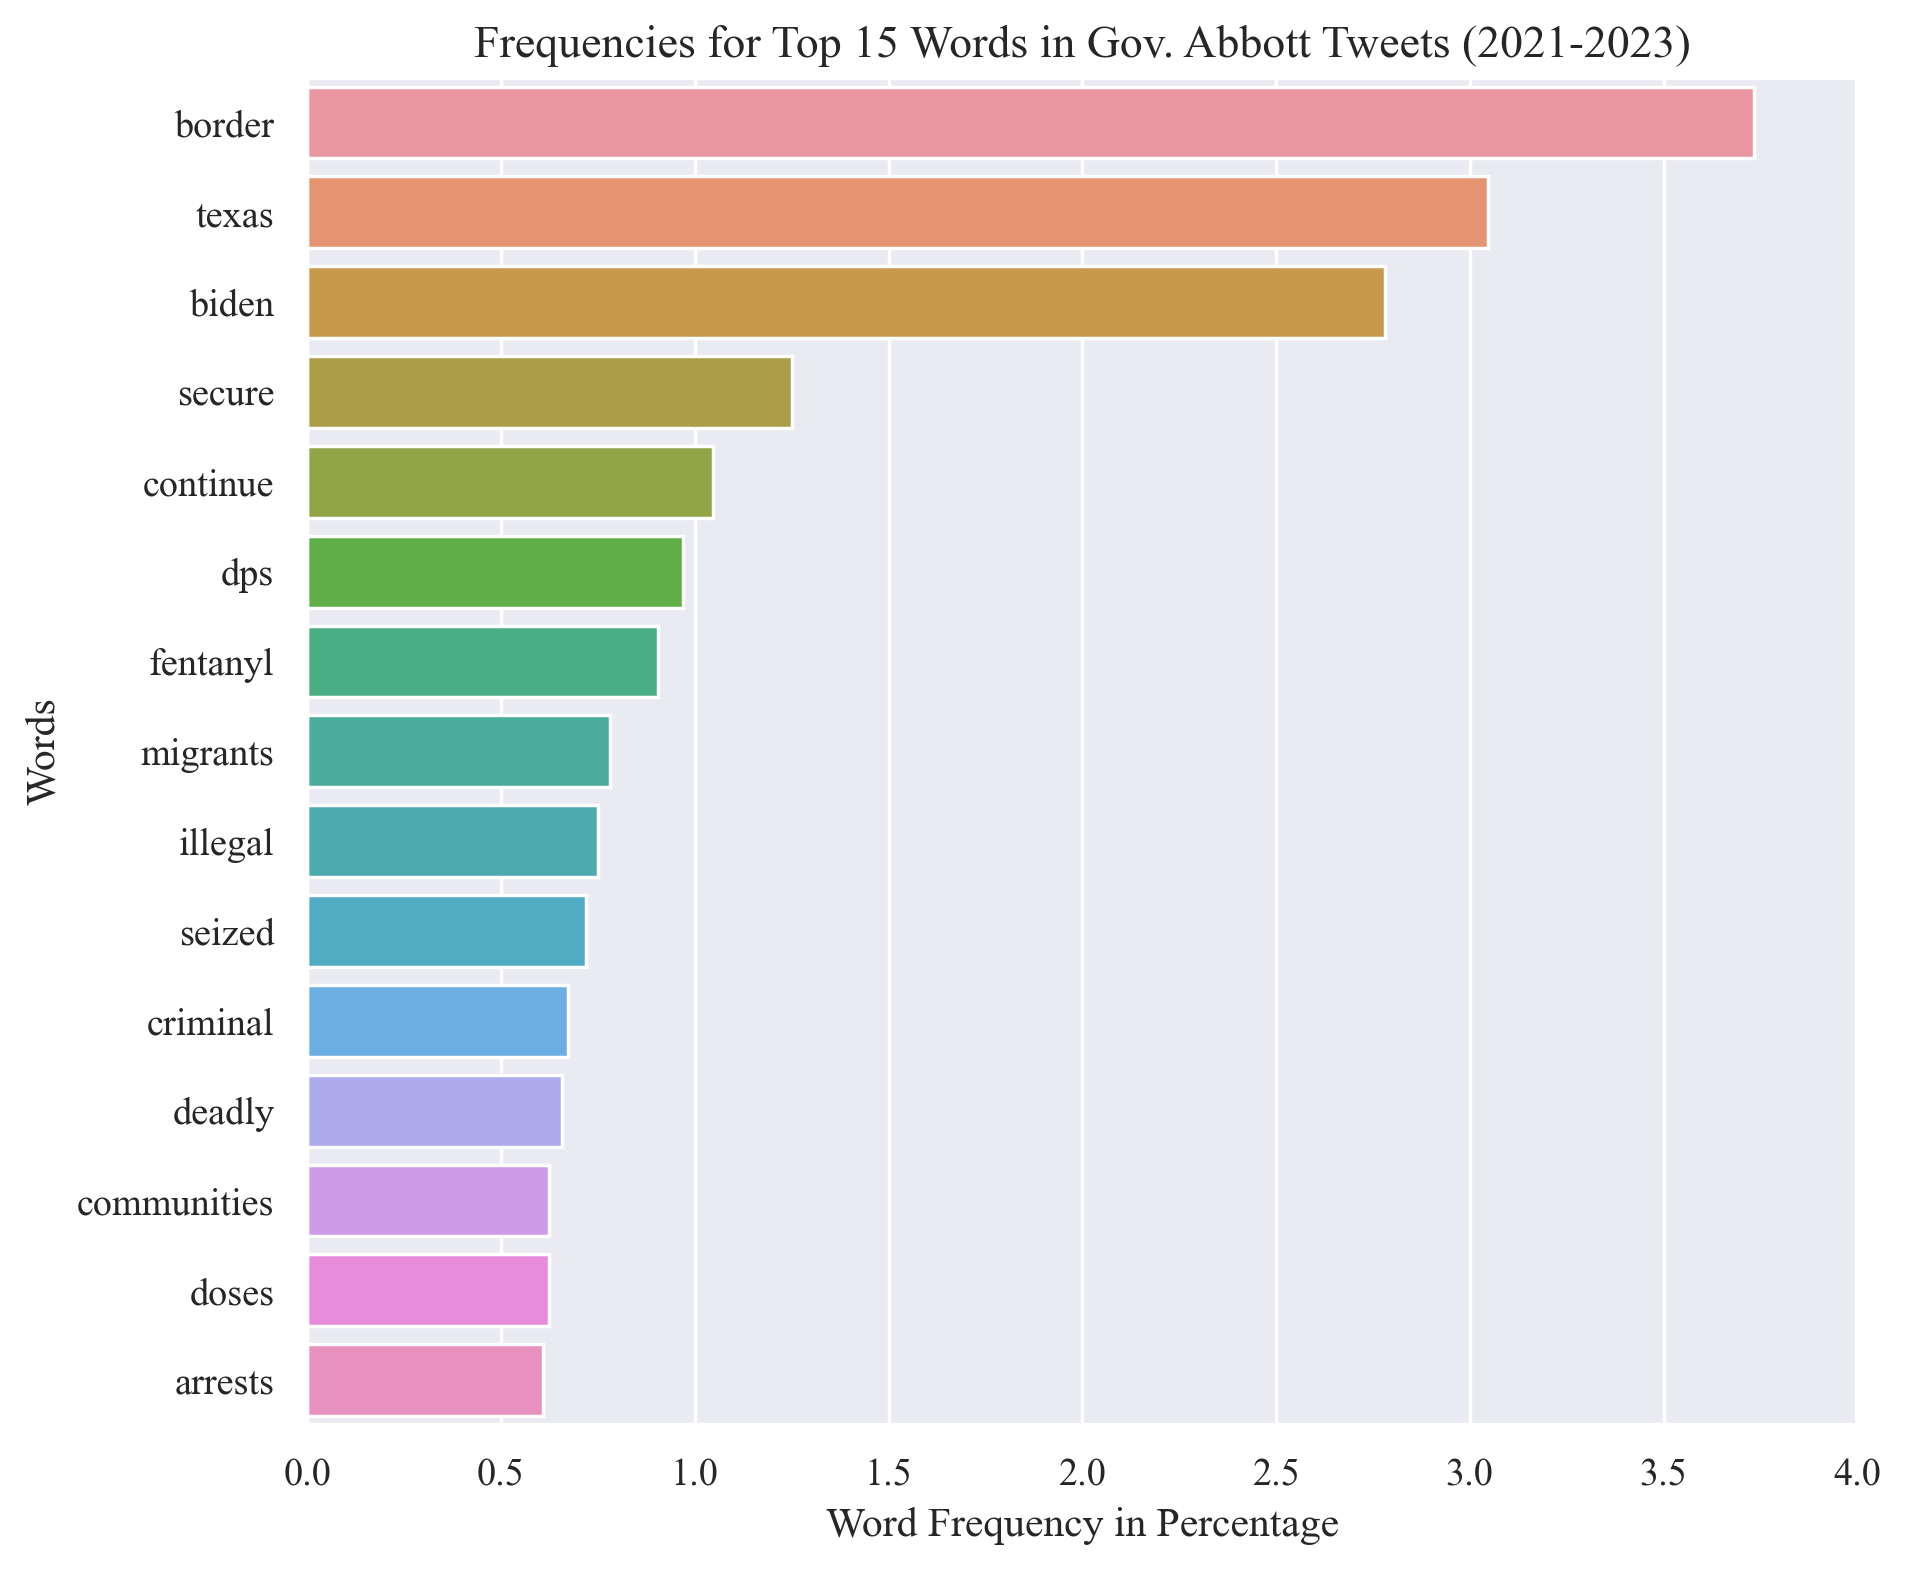 Frequencies for Top 15 Words in Gov. Abbott Tweets (2021-2023)
border
texas
biden
secure
continue
dps
fentanyl
migrants
illegal
seized
criminal
deadly
communities
doses
arrests
Words
0.0 0.5 1.0 1.5 2.0 2.5 3.0 3.5 4.0
Word Frequency in Percentage